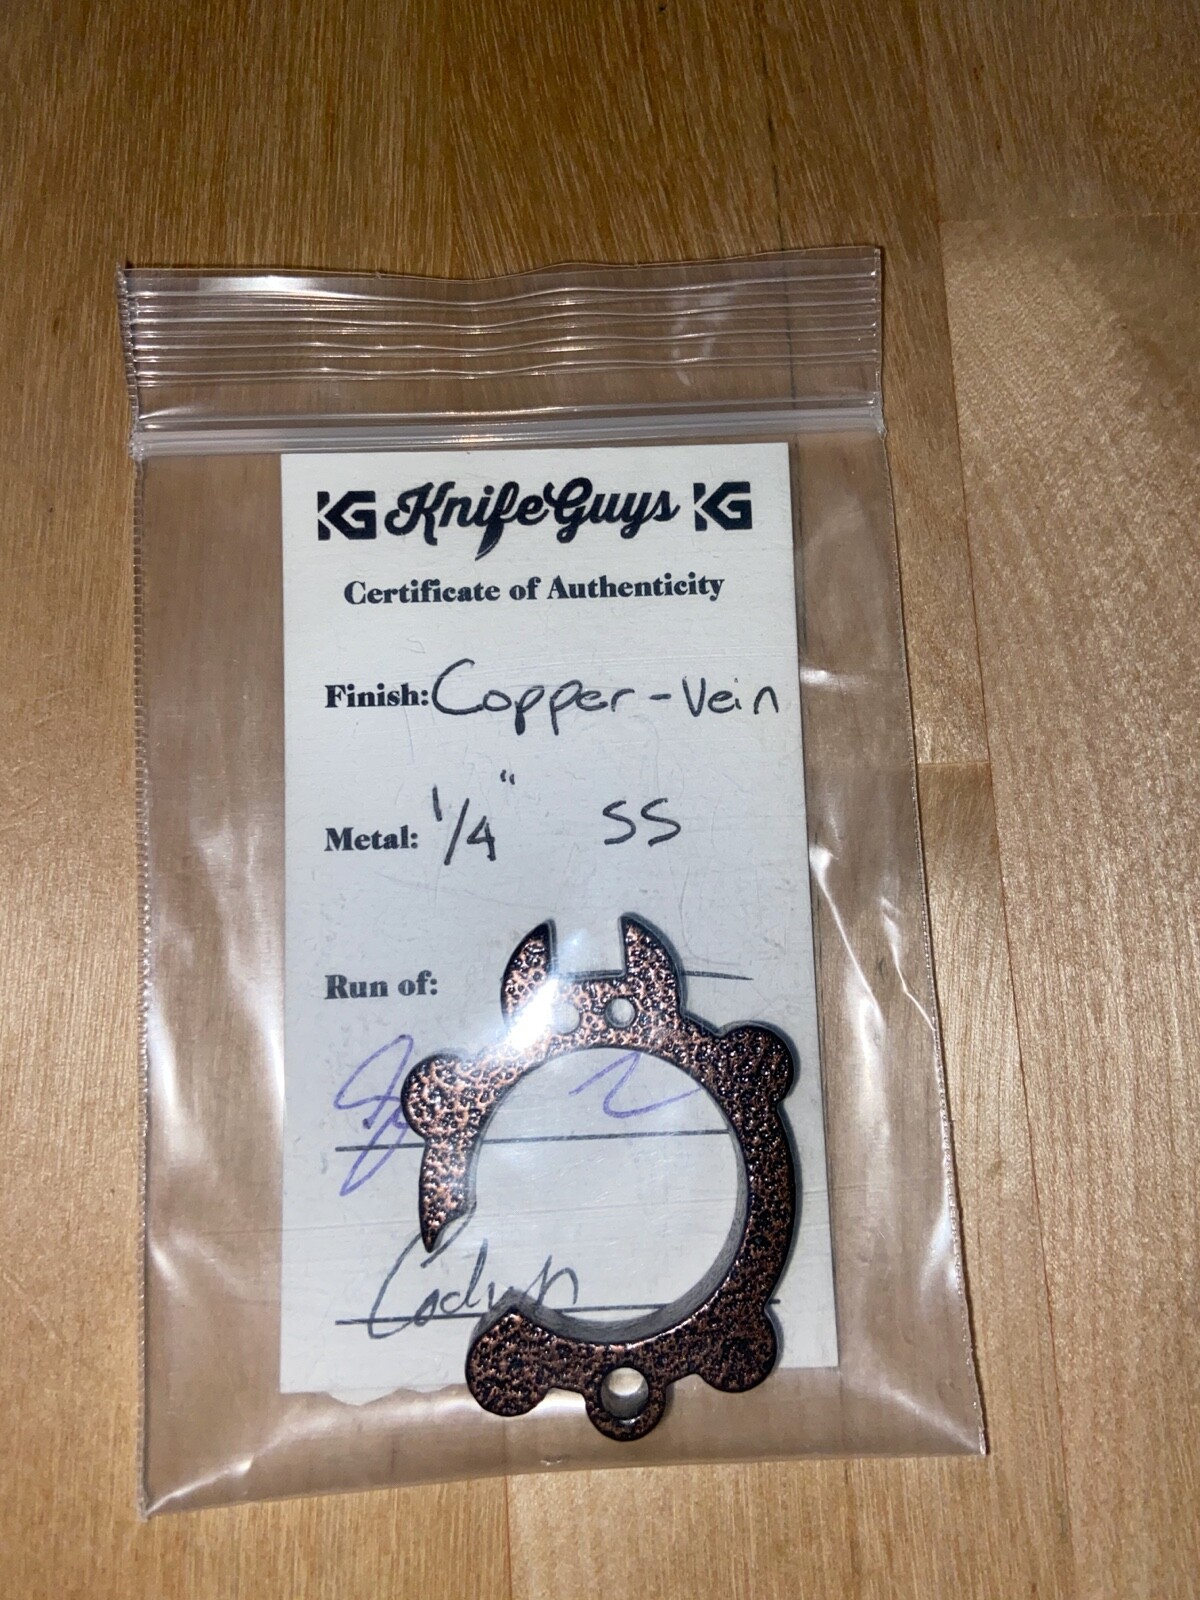 KG KnifeGuys KG
Certificate of Authenticity
Finish: Copper-Vein
Metal: 1/4" SS
Run of: